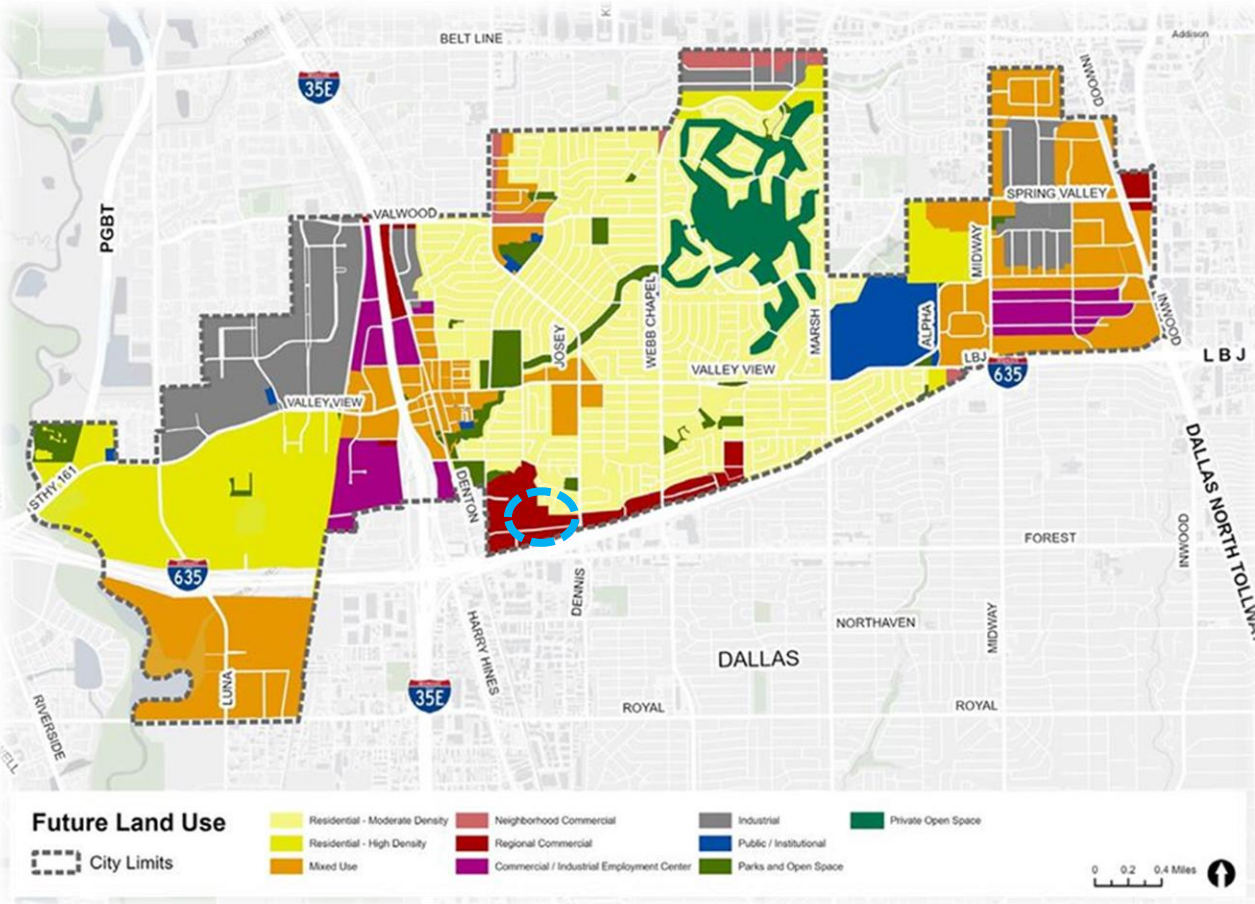 BELT LINE
Addison
INWOOD
35E
PGBT
VALWOOD
SPRING VALLEY
MIDWAY
WEBB CHAPEL
JOSEY
MARSH
ALPHA
INWOOD
LBJ
LBJ
635
VALLEY VIEW
VALLEY VIEW
STHY 161
DENTON
DALLAS NORTH TOLLWAY
FOREST
INWOOD
635
DENNIS
HARRY HINES
NORTHAVEN
MIDWAY
DALLAS
LUNA
35E
ROYAL
ROYAL
RIVERSIDE
Future Land Use
City Limits
Residential - Moderate Density
Residential - High Density
Mixed Use
Neighborhood Commercial
Regional Commercial
Commercial / Industrial Employment Center
Industrial
Public / Institutional
Parks and Open Space
Private Open Space
0 0.2 0.4 Miles